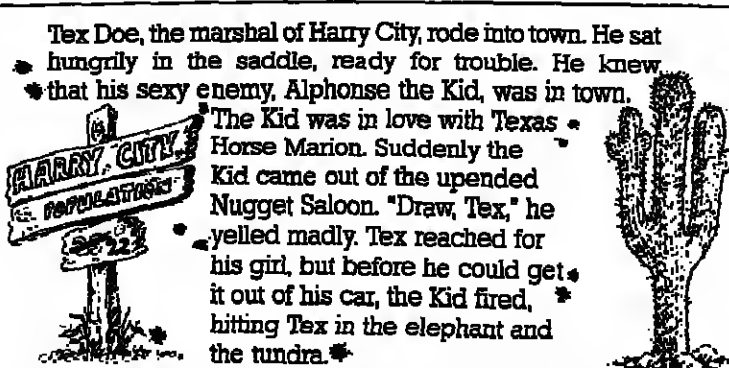 Tex Doe, the marshal of Harry City, rode into town. He sat
hungrily in the saddle, ready for trouble. He knew
that his sexy enemy, Alphonse the Kid, was in town.
The Kid was in love with Texas
Horse Marion. Suddenly the
Kid came out of the upended
Nugget Saloon. "Draw, Tex," he
yelled madly. Tex reached for
his girl, but before he could get
it out of his car, the Kid fired,
hitting Tex in the elephant and
the tundra.
HARRY CITY
POPULATION
22